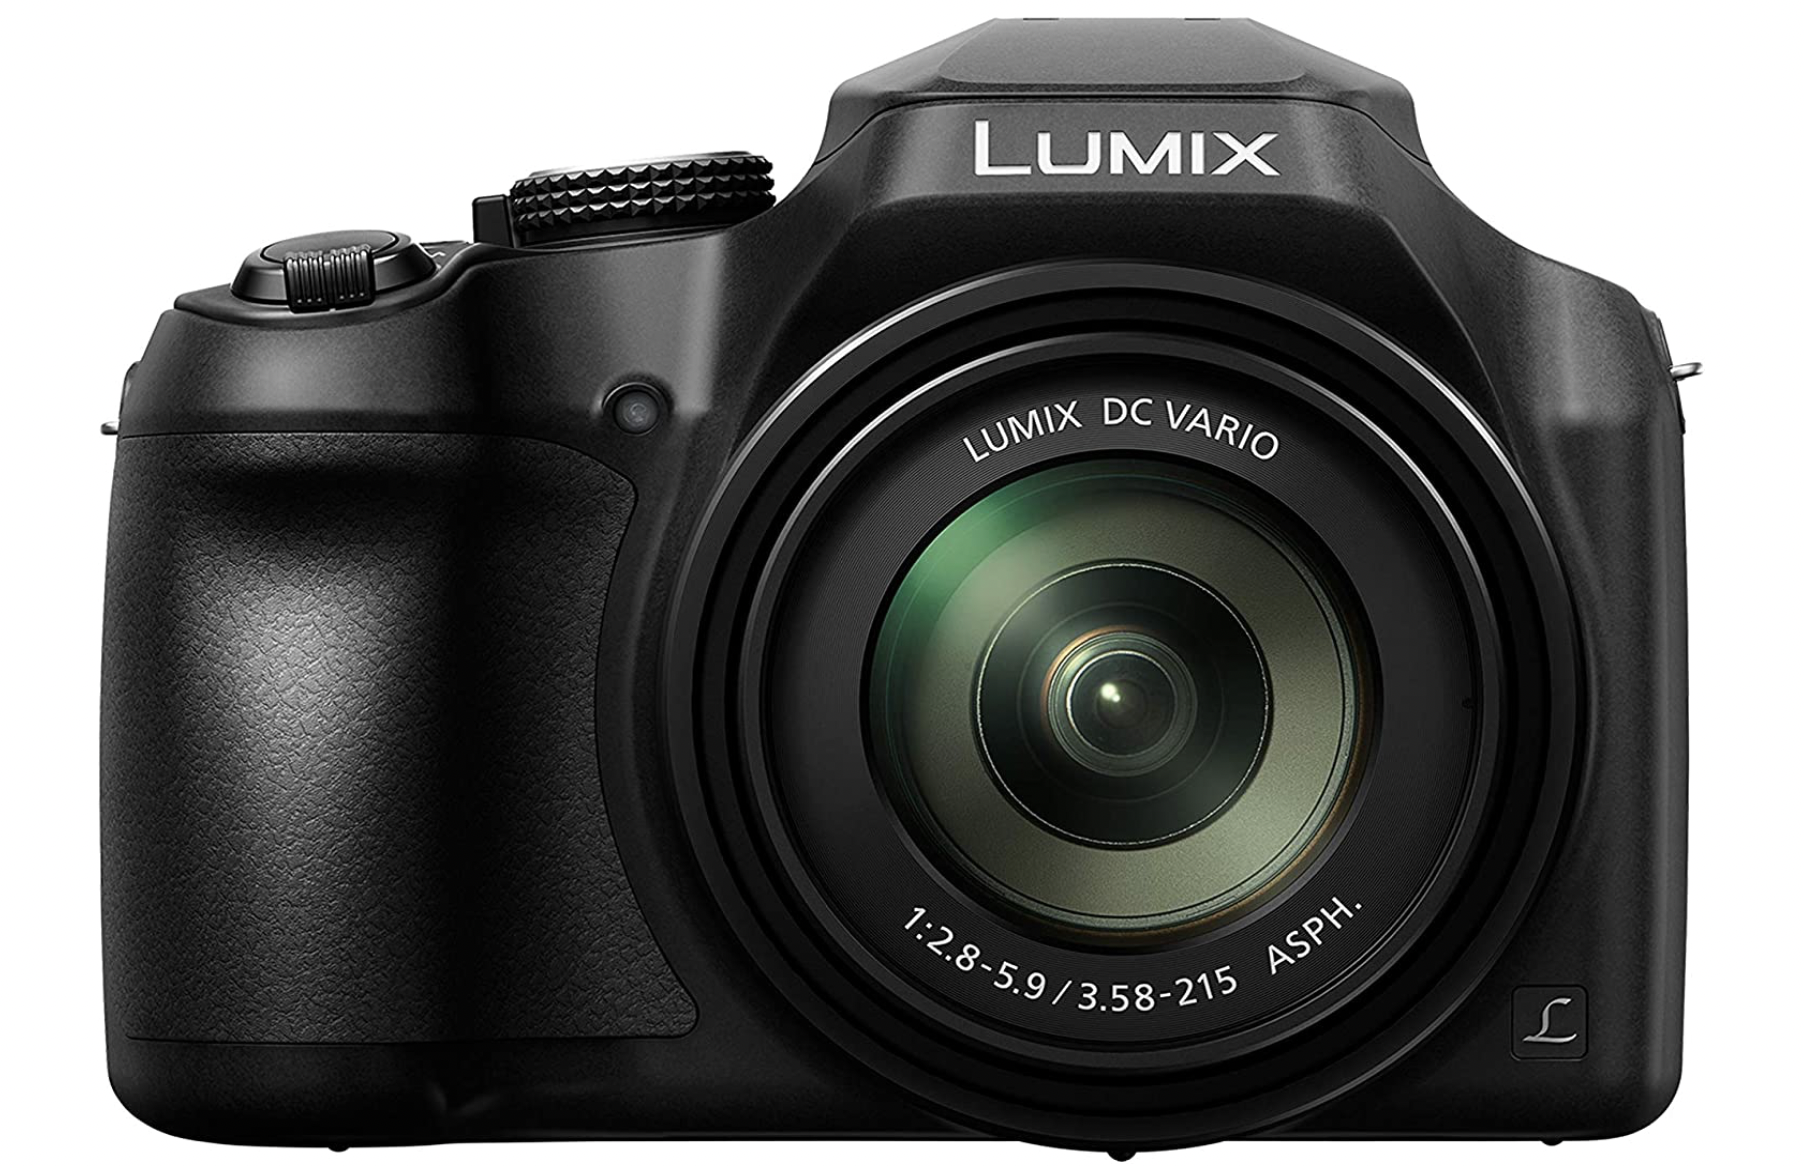 LUMIX
LUMIX DC VARIO
1:2.8-5.9 / 3.58-215 ASPH.
L